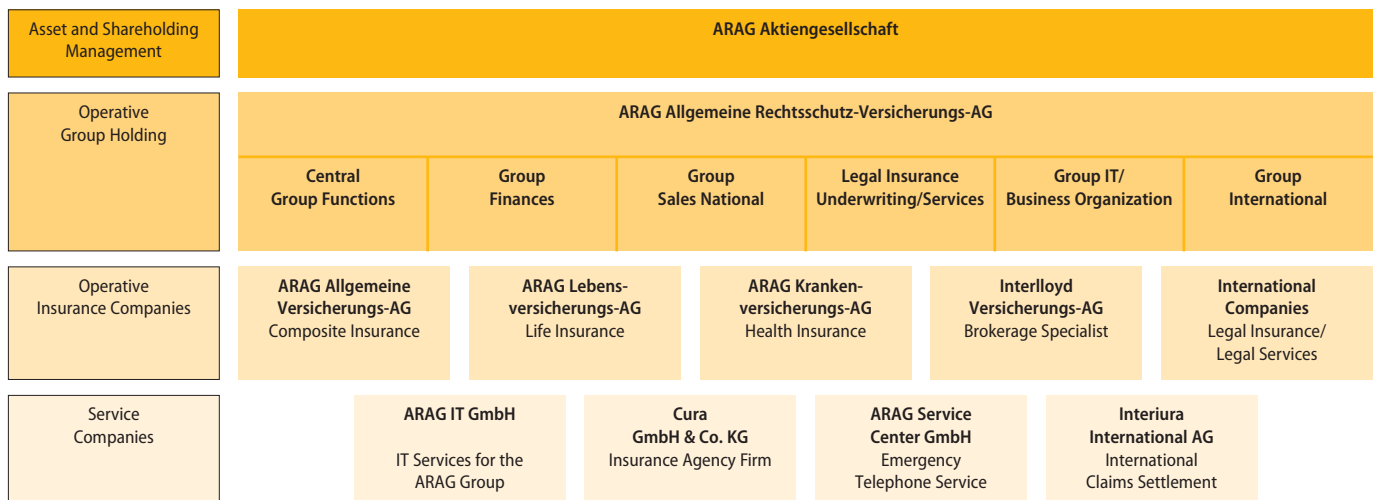 Asset and Shareholding
Management
ARAG Aktiengesellschaft
Operative
Group Holding
ARAG Allgemeine Rechtsschutz-Versicherungs-AG
Central
Group Functions
Group
Finances
Group
Sales National
Legal Insurance
Underwriting/Services
Group IT/
Business Organization
Group
International
Operative
Insurance Companies
ARAG Allgemeine
Versicherungs-AG
Composite Insurance
ARAG Lebens-
versicherungs-AG
Life Insurance
ARAG Kranken-
versicherungs-AG
Health Insurance
Interlloyd
Versicherungs-AG
Brokerage Specialist
International
Companies
Legal Insurance/
Legal Services
Service
Companies
ARAG IT GmbH
IT Services for the
ARAG Group
Cura
GmbH & Co. KG
Insurance Agency Firm
ARAG Service
Center GmbH
Emergency
Telephone Service
Interiura
International AG
International
Claims Settlement